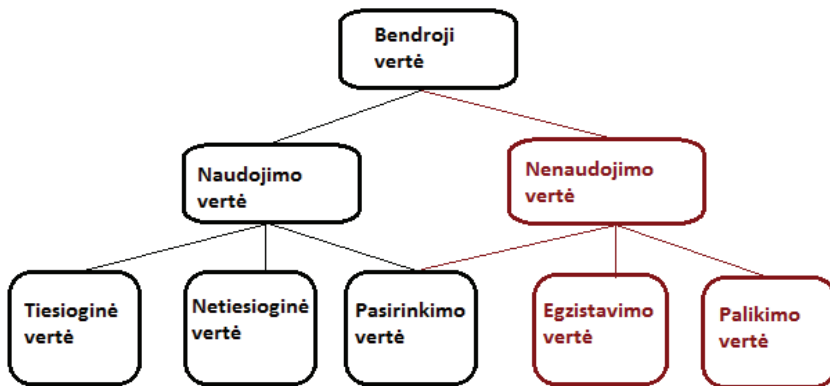 Bendroji
vertė
Naudojimo
vertė
Nenaudojimo
vertė
Tiesioginė
vertė
Netiesioginė
vertė
Pasirinkimo
vertė
Egzistavimo
vertė
Palikimo
vertė